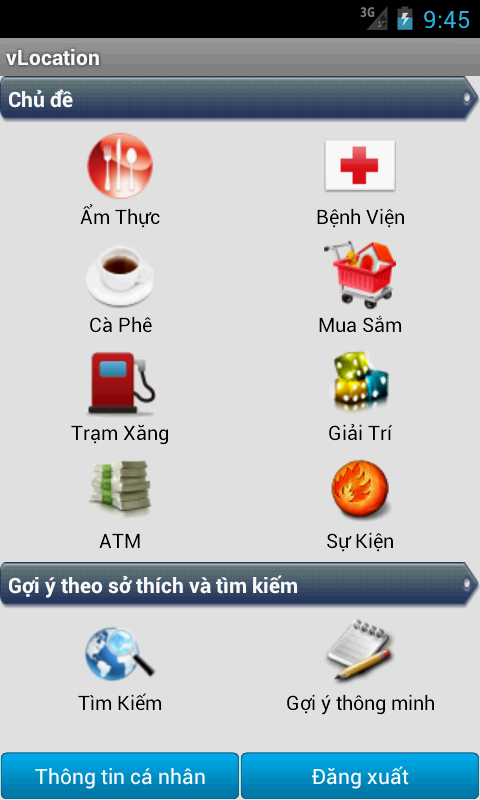 3G 9:45
vLocation
Chủ đề
Ẩm Thực Bệnh Viện
Cà Phê Mua Sắm
Trạm Xăng Giải Trí
ATM Sự Kiện
Gợi ý theo sở thích và tìm kiếm
Tìm Kiếm Gợi ý thông minh
Thông tin cá nhân Đăng xuất